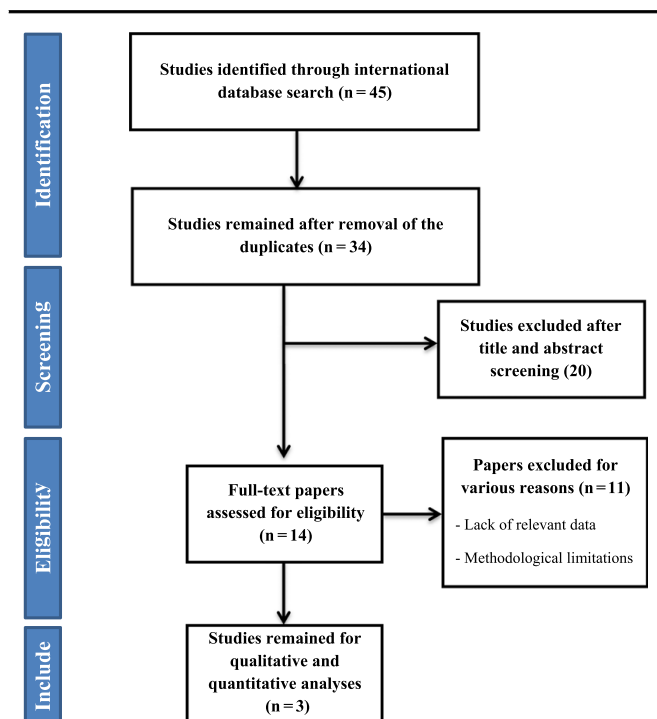 Identification
Studies identified through international
database search (n = 45)
Studies remained after removal of the
duplicates (n = 34)
Screening
Studies excluded after
title and abstract
screening (20)
Eligibility
Full-text papers
assessed for eligibility
(n = 14)
Papers excluded for
various reasons (n = 11)
- Lack of relevant data
- Methodological limitations
Include
Studies remained for
qualitative and
quantitative analyses
(n = 3)